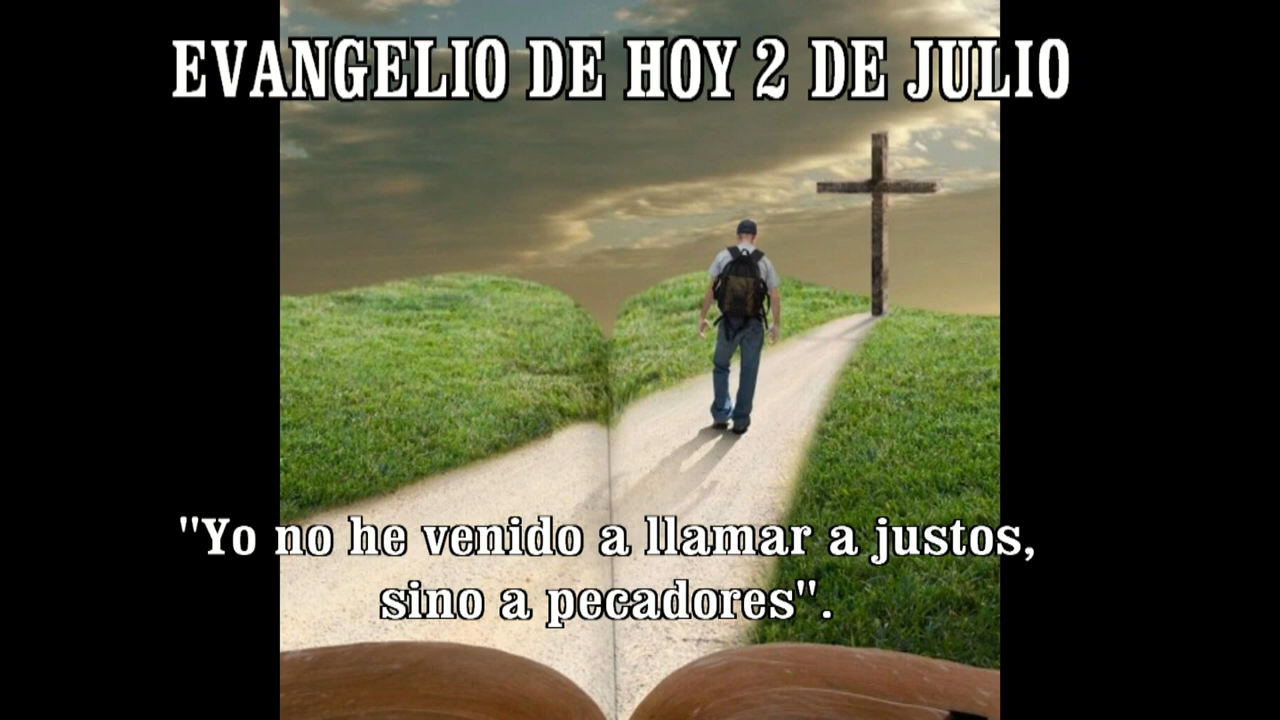 EVANGELIO DE HOY 2 DE JULIO
"Yo no he venido a llamar a justos,
sino a pecadores".